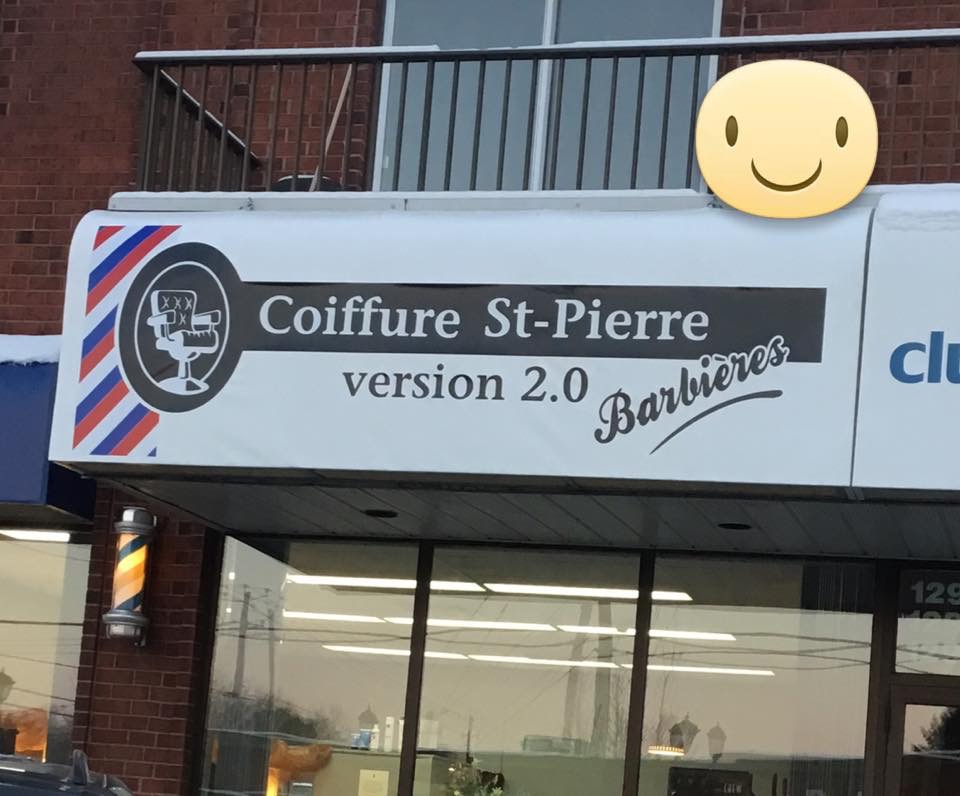 Coiffure St-Pierre
version 2.0
Barbières
clu
129